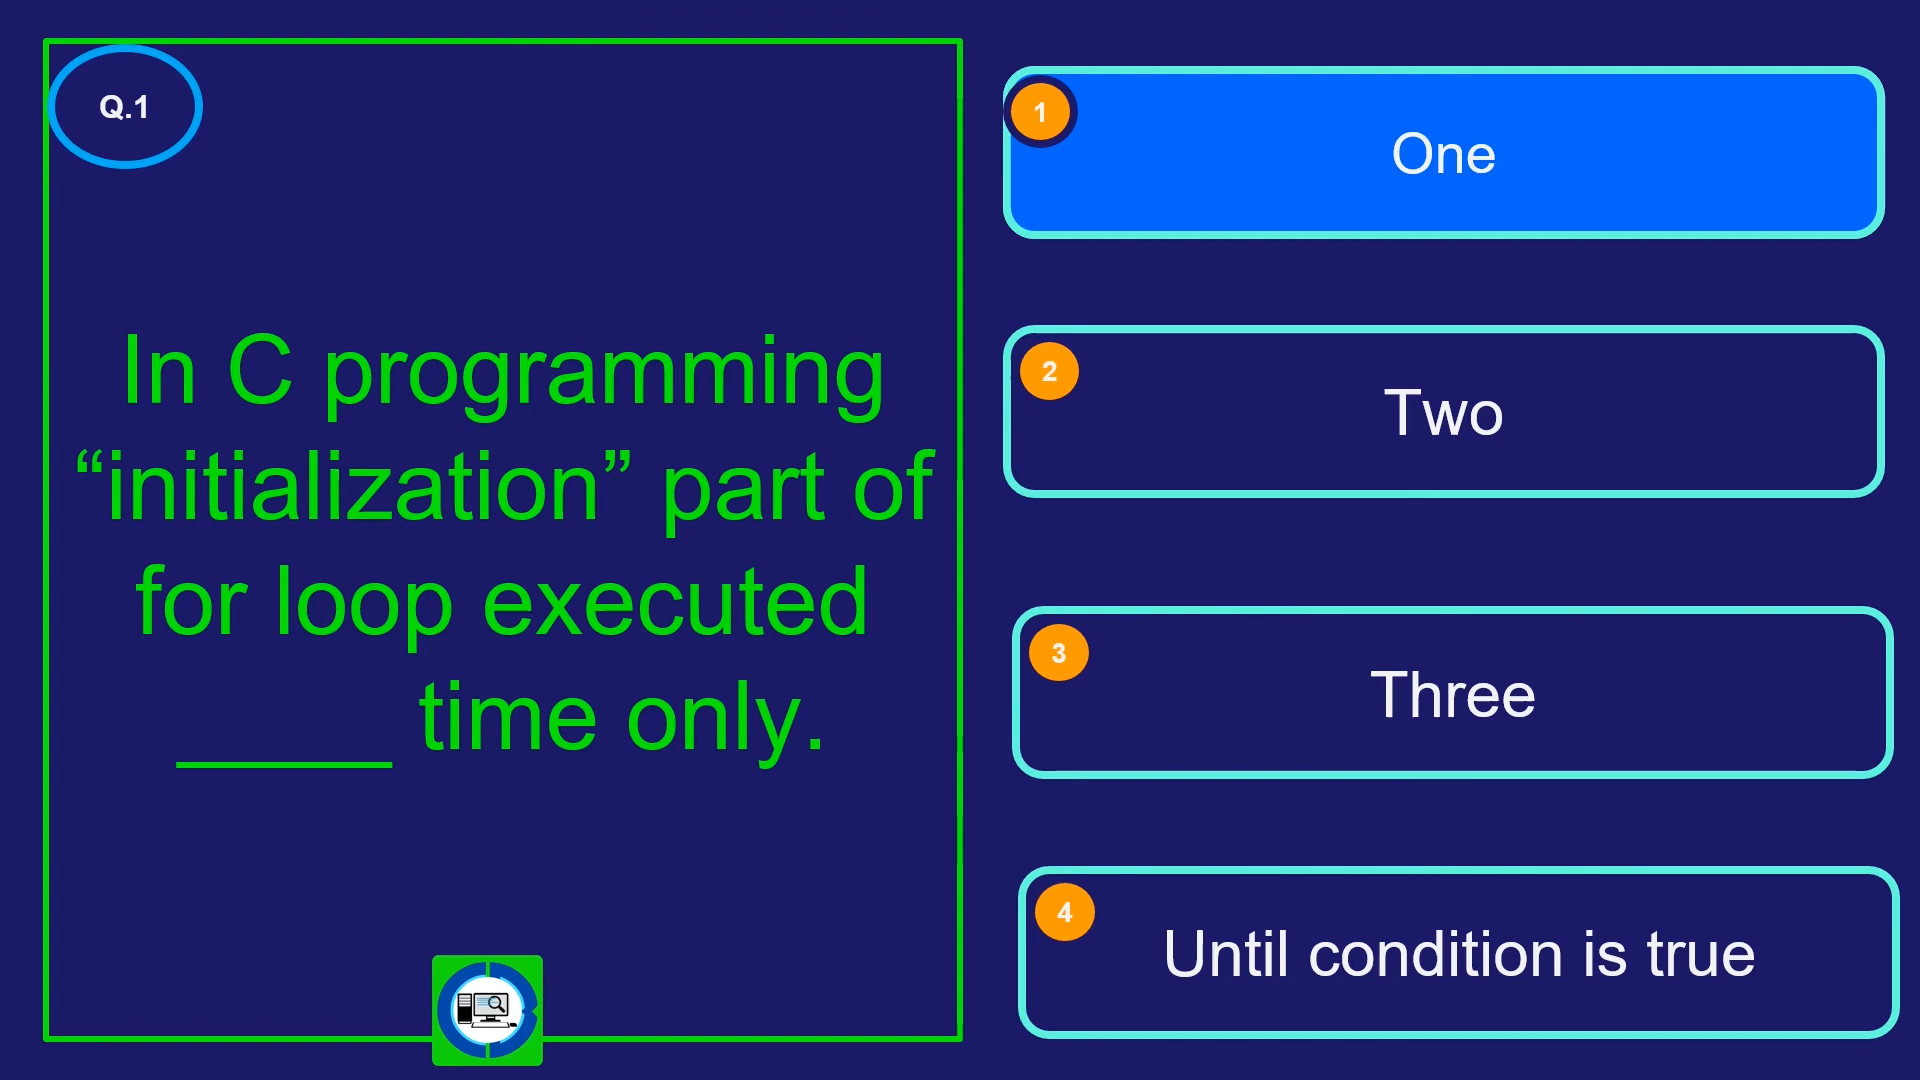 Q.1
In C programming
“initialization” part of
for loop executed
_____ time only.
1
One
2
Two
3
Three
4
Until condition is true